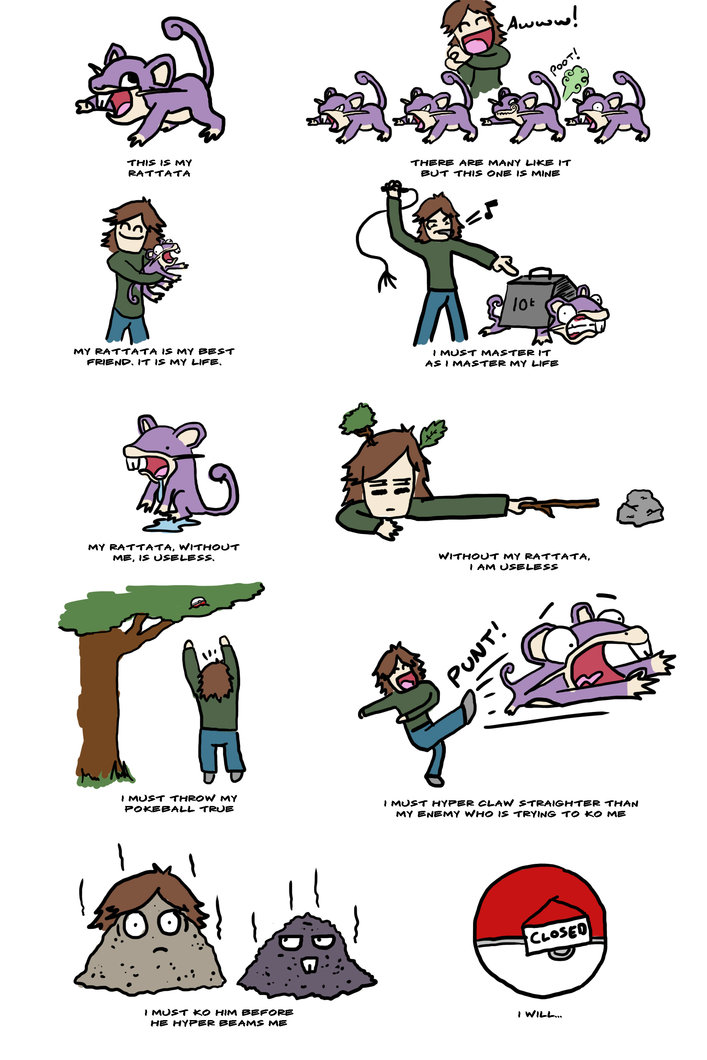 Awww!
POOT!
THIS IS MY
RATTATA
THERE ARE MANY LIKE IT
BUT THIS ONE IS MINE
10t
MY RATTATA IS MY BEST
FRIEND. IT IS MY LIFE.
I MUST MASTER IT
AS I MASTER MY LIFE
MY RATTATA, WITHOUT
ME, IS USELESS.
WITHOUT MY RATTATA,
I AM USELESS
PUNT!
I MUST THROW MY
POKEBALL TRUE
I MUST HYPER CLAW STRAIGHTER THAN
MY ENEMY WHO IS TRYING TO KO ME
CLOSED
I MUST KO HIM BEFORE
HE HYPER BEAMS ME
I WILL...